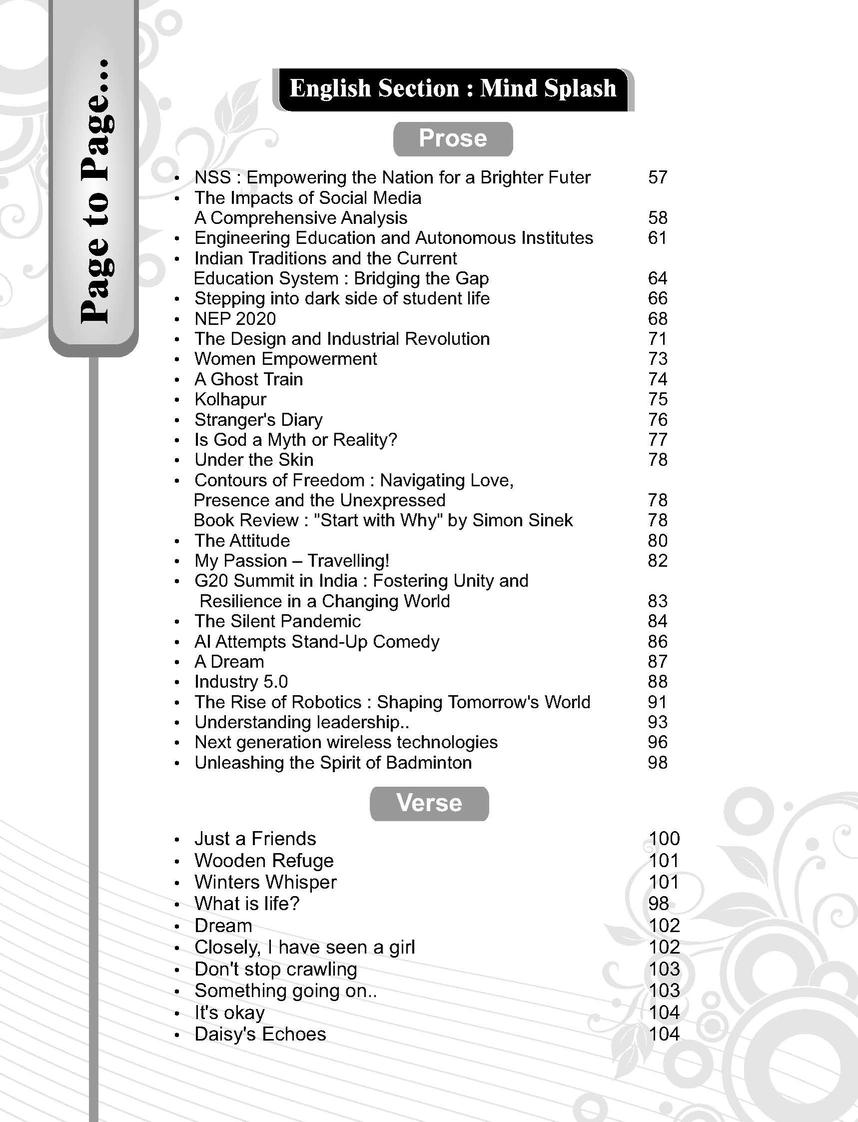 Page to Page...
English Section : Mind Splash
Prose
• NSS : Empowering the Nation for a Brighter Futer 57
• The Impacts of Social Media
A Comprehensive Analysis 58
• Engineering Education and Autonomous Institutes 61
• Indian Traditions and the Current
Education System : Bridging the Gap 64
• Stepping into dark side of student life 66
• NEP 2020 68
• The Design and Industrial Revolution 71
• Women Empowerment 73
• A Ghost Train 74
• Kolhapur 75
• Stranger's Diary 76
• Is God a Myth or Reality? 77
• Under the Skin 78
• Contours of Freedom : Navigating Love,
Presence and the Unexpressed 78
Book Review : "Start with Why" by Simon Sinek 78
• The Attitude 80
• My Passion – Travelling! 82
• G20 Summit in India : Fostering Unity and
Resilience in a Changing World 83
• The Silent Pandemic 84
• AI Attempts Stand-Up Comedy 86
• A Dream 87
• Industry 5.0 88
• The Rise of Robotics : Shaping Tomorrow's World 91
• Understanding leadership.. 93
• Next generation wireless technologies 96
• Unleashing the Spirit of Badminton 98
Verse
• Just a Friends 100
• Wooden Refuge 101
• Winters Whisper 101
• What is life? 98
• Dream 102
• Closely, I have seen a girl 102
• Don't stop crawling 103
• Something going on.. 103
• It's okay 104
• Daisy's Echoes 104